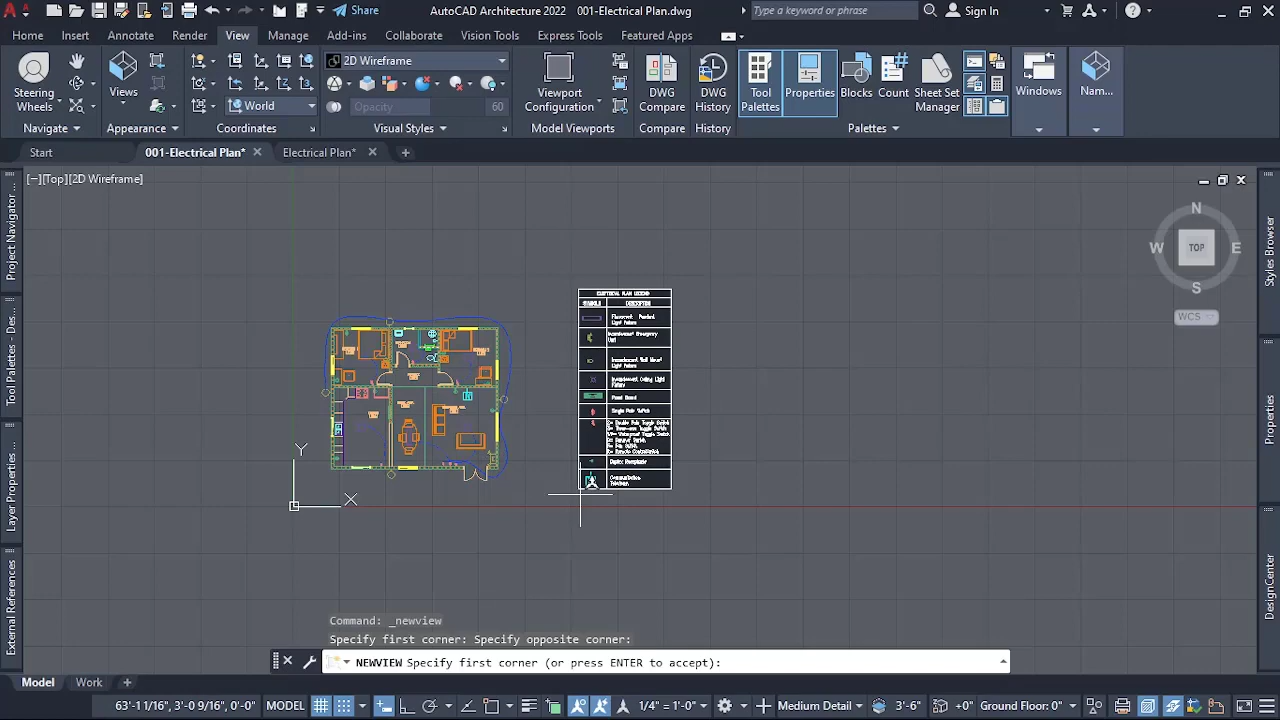 AutoCAD Architecture 2022 001-Electrical Plan.dwg
Share
Type a keyword or phrase
Sign In
Home Insert Annotate Render View Manage Add-ins Collaborate Vision Tools Express Tools Featured Apps
Steering Wheels
Navigate
Views
Appearance
World
Coordinates
2D Wireframe
Opacity 60
Visual Styles
Viewport Configuration
Model Viewports
DWG Compare
Compare
DWG History
History
Tool Palettes
Properties
Blocks
Count
Sheet Set Manager
Palettes
Windows
Nam...
Start
001-Electrical Plan*
Electrical Plan*
[−][Top][2D Wireframe]
N
W TOP E
S
WCS
Project Navigator ...
Tool Palettes - Des...
Layer Properties ...
External References
Styles Browser
Properties
DesignCenter
ELECTRICAL PLAN LEGEND
Y
X
Command: _newview
Specify first corner: Specify opposite corner:
NEWVIEW Specify first corner (or press ENTER to accept):
Model Work
63'-11/16", 3'-0 9/16", 0'-0" MODEL 1/4" = 1'-0" Medium Detail 3'-6" +0" Ground Floor: 0"